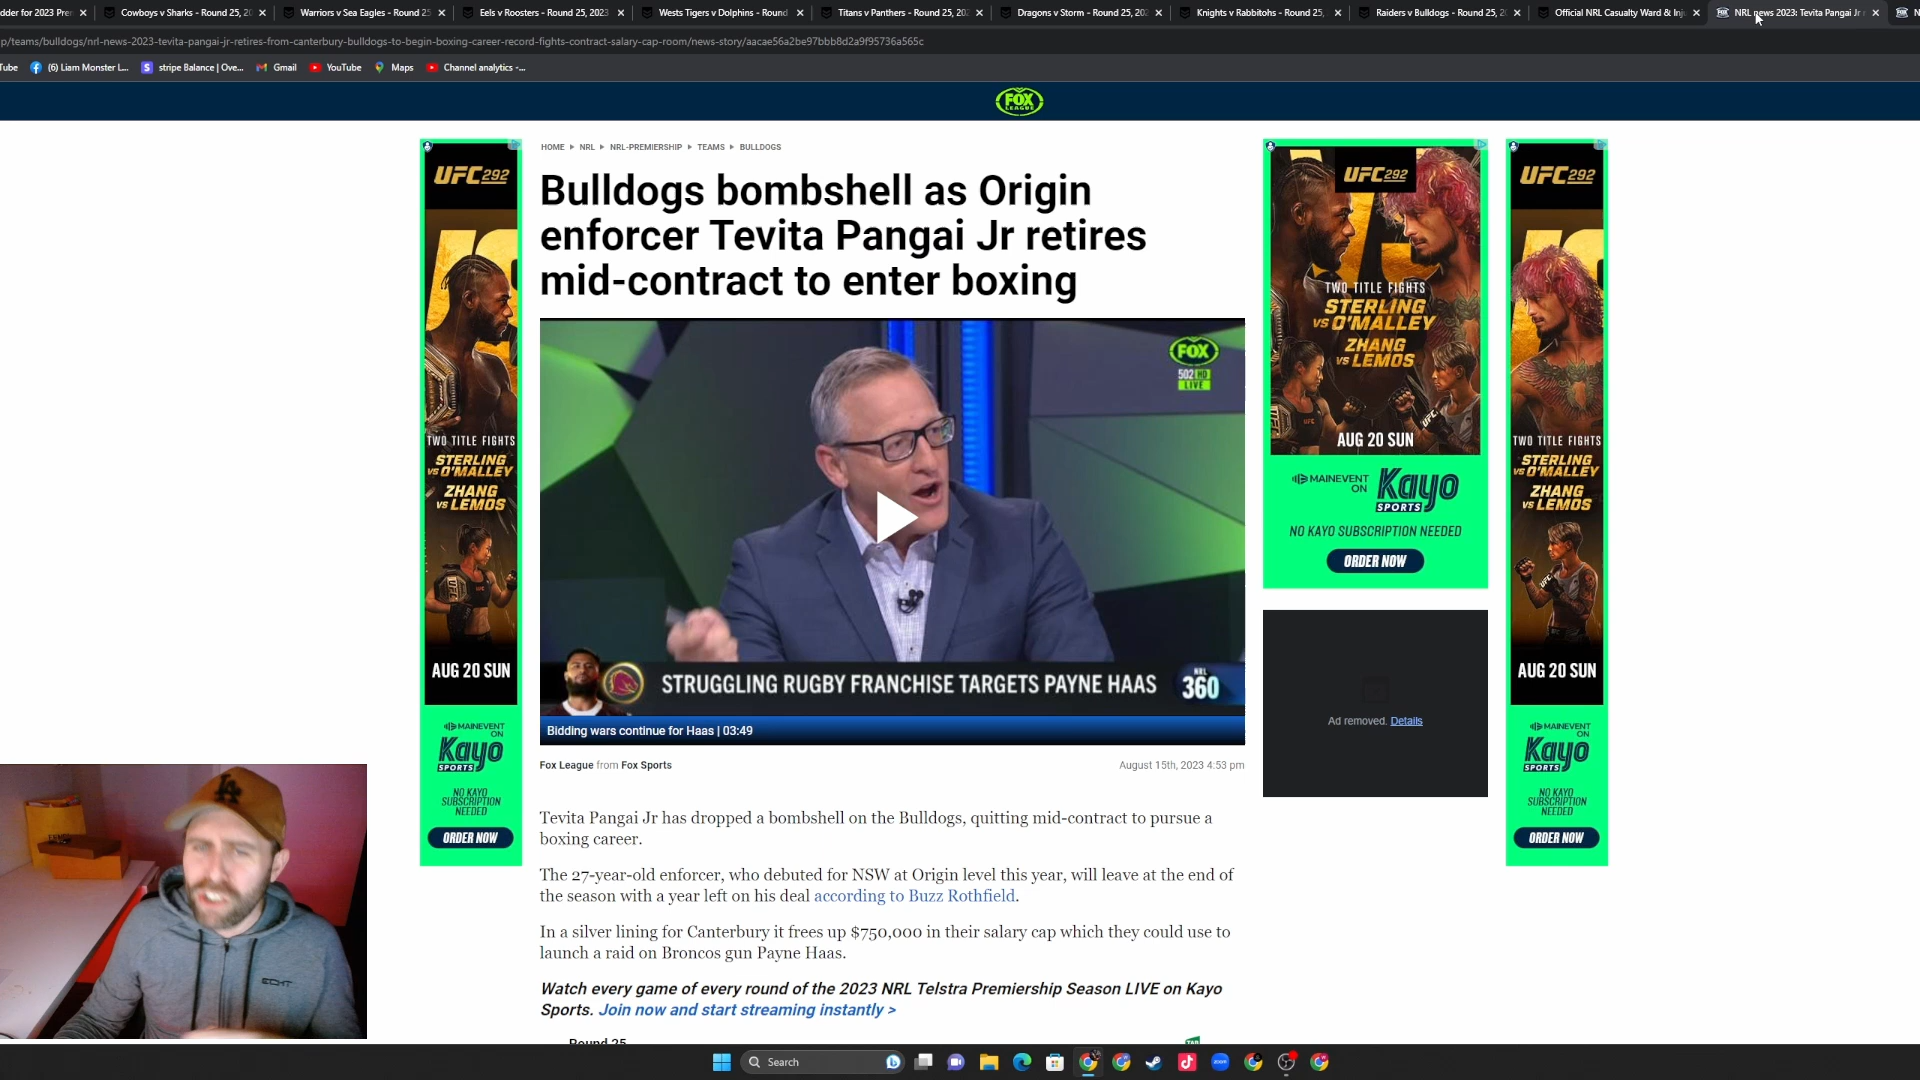 dder for 2023 Pre
Cowboys v Sharks - Round 25, 20
Warriors v Sea Eagles - Round 25
Eels v Roosters - Round 25, 2023
Wests Tigers v Dolphins - Round
Titans v Panthers - Round 25, 20
Dragons v Storm - Round 25, 20
Knights v Rabbitohs - Round 25,
Raiders v Bulldogs - Round 25, 2
Official NRL Casualty Ward & Inj
NRL news 2023: Tevita Pangai Jr r
N
p/teams/bulldogs/nrl-news-2023-tevita-pangai-jr-retires-from-canterbury-bulldogs-to-begin-boxing-career-record-fights-contract-salary-cap-room/news-story/aacae56a2be97bbb8d2a9f95736a565c
Tube
(6) Liam Monster L...
stripe Balance | Ove...
Gmail
YouTube
Maps
Channel analytics -...
FOX
LEAGUE
HOME
NRL
NRL-PREMIERSHIP
TEAMS
BULLDOGS
Bulldogs bombshell as Origin
enforcer Tevita Pangai Jr retires
mid-contract to enter boxing
FOX
502 HD
LIVE
STRUGGLING RUGBY FRANCHISE TARGETS PAYNE HAAS
NRL
360
Bidding wars continue for Haas | 03:49
Fox League from Fox Sports
August 15th, 2023 4:53 pm
Tevita Pangai Jr has dropped a bombshell on the Bulldogs, quitting mid-contract to pursue a
boxing career.
The 27-year-old enforcer, who debuted for NSW at Origin level this year, will leave at the end of
the season with a year left on his deal according to Buzz Rothfield.
In a silver lining for Canterbury it frees up $750,000 in their salary cap which they could use to
launch a raid on Broncos gun Payne Haas.
Watch every game of every round of the 2023 NRL Telstra Premiership Season LIVE on Kayo
Sports. Join now and start streaming instantly >
Round 25
TAB
UFC 292
TWO TITLE FIGHTS
STERLING
VS O'MALLEY
ZHANG
VS LEMOS
AUG 20 SUN
MAINEVENT
ON
Kayo
SPORTS
NO KAYO
SUBSCRIPTION
NEEDED
ORDER NOW
UFC 292
TWO TITLE FIGHTS
STERLING
VS O'MALLEY
ZHANG
VS LEMOS
AUG 20 SUN
MAINEVENT
ON
Kayo
SPORTS
NO KAYO SUBSCRIPTION NEEDED
ORDER NOW
Ad removed. Details
UFC 292
TWO TITLE FIGHTS
STERLING
VS O'MALLEY
ZHANG
VS LEMOS
AUG 20 SUN
MAINEVENT
ON
Kayo
SPORTS
NO KAYO
SUBSCRIPTION
NEEDED
ORDER NOW
LA
ECHT
Search
zoom